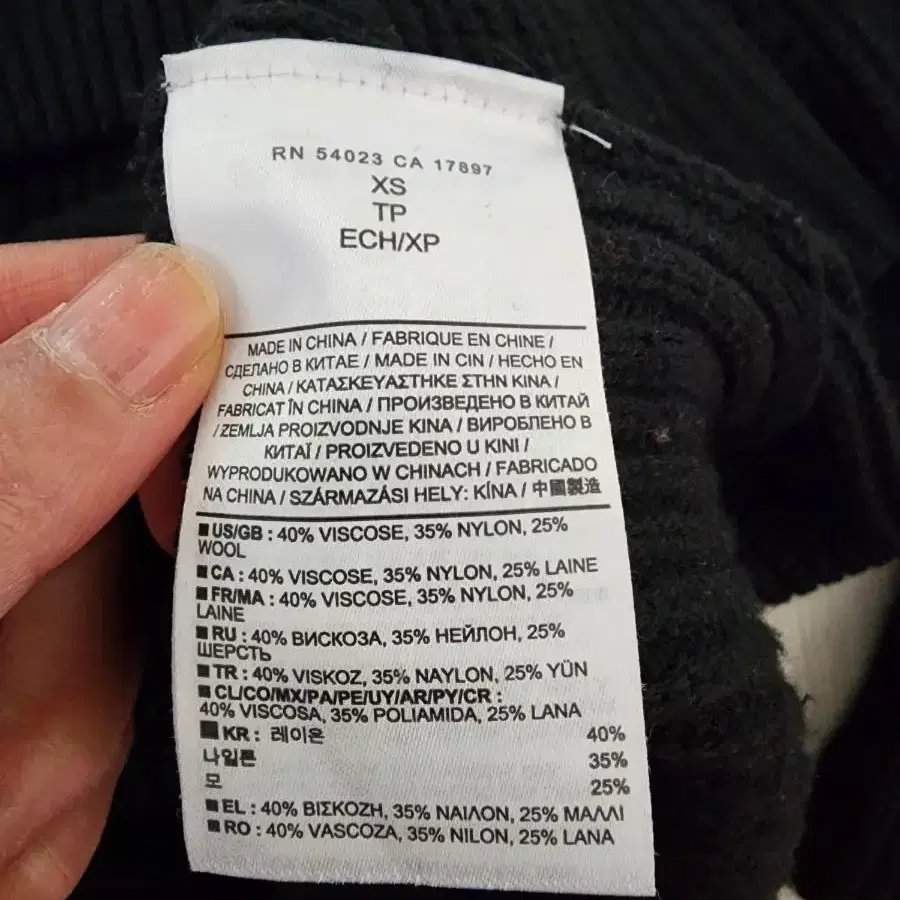 RN 54023 CA 17897
XS
TP
ECH/XP
MADE IN CHINA / FABRIQUE EN CHINE /
СДЕЛАНО В КИТАЕ / MADE IN CIN / HECHO EN
CHINA / ΚΑΤΑΣΚΕΥΑΣΤΗΚΕ ΣΤΗΝ ΚΙΝΑ /
FABRICAT ÎN CHINA / ПРОИЗВЕДЕНО В КИТАЙ
/ ZEMLJA PROIZVODNJE KINA / ВИРОБЛЕНО В
КИТАЇ / PROIZVEDENO U KINI /
WYPRODUKOWANO W CHINACH / FABRICADO
NA CHINA / SZÁRMAZÁSI HELY: KÍNA / 中國製造
■ US/GB : 40% VISCOSE, 35% NYLON, 25%
WOOL
■ CA : 40% VISCOSE, 35% NYLON, 25% LAINE
■ FR/MA : 40% VISCOSE, 35% NYLON, 25%
LAINE
■ RU : 40% ВИСКОЗА, 35% НЕЙЛОН, 25%
ШЕРСТЬ
■ TR : 40% VISKOZ, 35% NAYLON, 25% YÜN
■ CL/CO/MX/PA/PE/UY/AR/PY/CR :
40% VISCOSA, 35% POLIAMIDA, 25% LANA
■ KR : 레이온 40%
나일론 35%
모 25%
■ EL : 40% ΒΙΣΚΟΖΗ, 35% ΝΑΙΛΟΝ, 25% ΜΑΛΛΙ
■ RO : 40% VASCOZA, 35% NILON, 25% LANA